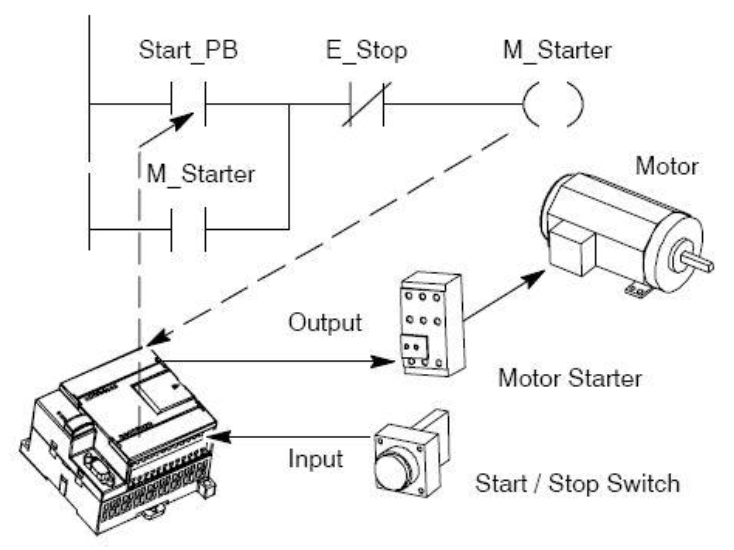 Start_PB
E_Stop
M_Starter
M_Starter
Motor
Output
Motor Starter
Input
Start / Stop Switch